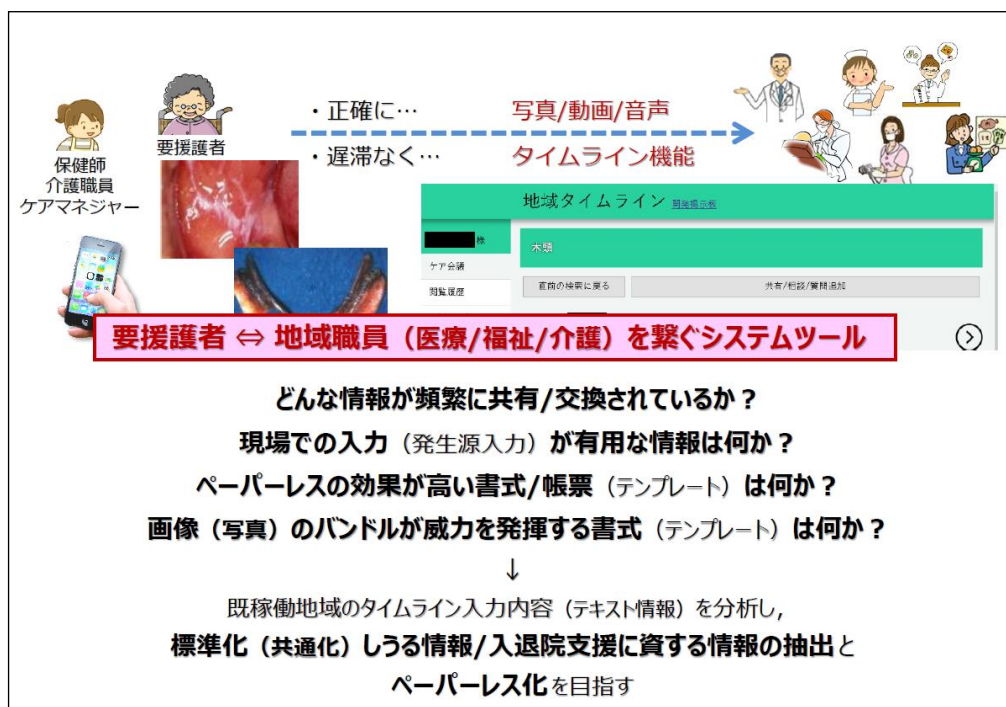 ・正確に… 写真/動画/音声
・遅滞なく… タイムライン機能
要援護者
保健師
介護職員
ケアマネジャー
地域タイムライン 開発掲示板
様
木頭
ケア会議
閲覧履歴
直前の検索に戻る
共有/相談/質問追加
要援護者 ⇔ 地域職員（医療/福祉/介護）を繋ぐシステムツール
どんな情報が頻繁に共有/交換されているか？
現場での入力（発生源入力）が有用な情報は何か？
ペーパーレスの効果が高い書式/帳票（テンプレート）は何か？
画像（写真）のバンドルが威力を発揮する書式（テンプレート）は何か？
↓
既稼働地域のタイムライン入力内容（テキスト情報）を分析し，
標準化（共通化）しうる情報/入退院支援に資する情報の抽出と
ペーパーレス化を目指す